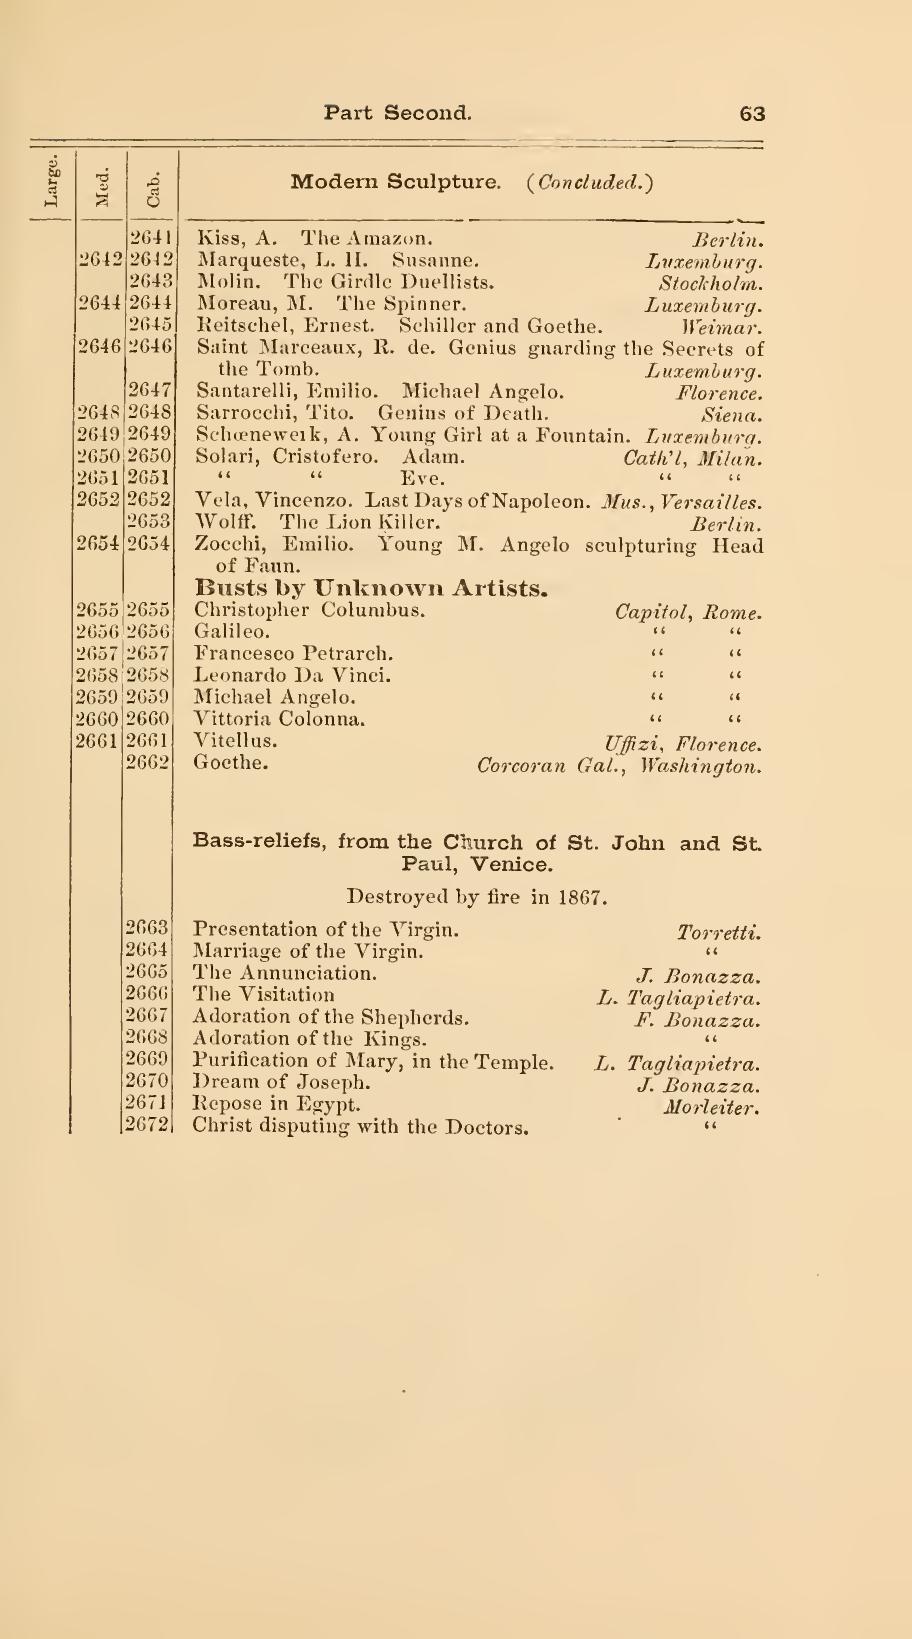 Part Second. 63
Large. Med. Cab. Modern Sculpture. (Concluded.)
2641 Kiss, A. The Amazon. Berlin.
2642 2642 Marqueste, L. H. Susanne. Luxemburg.
2643 Molin. The Girdle Duellists. Stockholm.
2644 2644 Moreau, M. The Spinner. Luxemburg.
2645 Reitschel, Ernest. Schiller and Goethe. Weimar.
2646 2646 Saint Marceaux, R. de. Genius guarding the Secrets of
the Tomb. Luxemburg.
2647 Santarelli, Emilio. Michael Angelo. Florence.
2648 2648 Sarrocchi, Tito. Genius of Death. Siena.
2649 2649 Schœneweik, A. Young Girl at a Fountain. Luxemburg.
2650 2650 Solari, Cristofero. Adam. Cath'l, Milan.
2651 2651 “ “ Eve. “ “
2652 2652 Vela, Vincenzo. Last Days of Napoleon. Mus., Versailles.
2653 Wolff. The Lion Killer. Berlin.
2654 2654 Zocchi, Emilio. Young M. Angelo sculpturing Head
of Faun.
Busts by Unknown Artists.
2655 2655 Christopher Columbus. Capitol, Rome.
2656 2656 Galileo. “ “
2657 2657 Francesco Petrarch. “ “
2658 2658 Leonardo Da Vinci. “ “
2659 2659 Michael Angelo. “ “
2660 2660 Vittoria Colonna. “ “
2661 2661 Vitellus. Uffizi, Florence.
2662 Goethe. Corcoran Gal., Washington.
Bass-reliefs, from the Church of St. John and St.
Paul, Venice.
Destroyed by fire in 1867.
2663 Presentation of the Virgin. Torretti.
2664 Marriage of the Virgin. “
2665 The Annunciation. J. Bonazza.
2666 The Visitation L. Tagliapietra.
2667 Adoration of the Shepherds. F. Bonazza.
2668 Adoration of the Kings. “
2669 Purification of Mary, in the Temple. L. Tagliapietra.
2670 Dream of Joseph. J. Bonazza.
2671 Repose in Egypt. Morleiter.
2672 Christ disputing with the Doctors. “